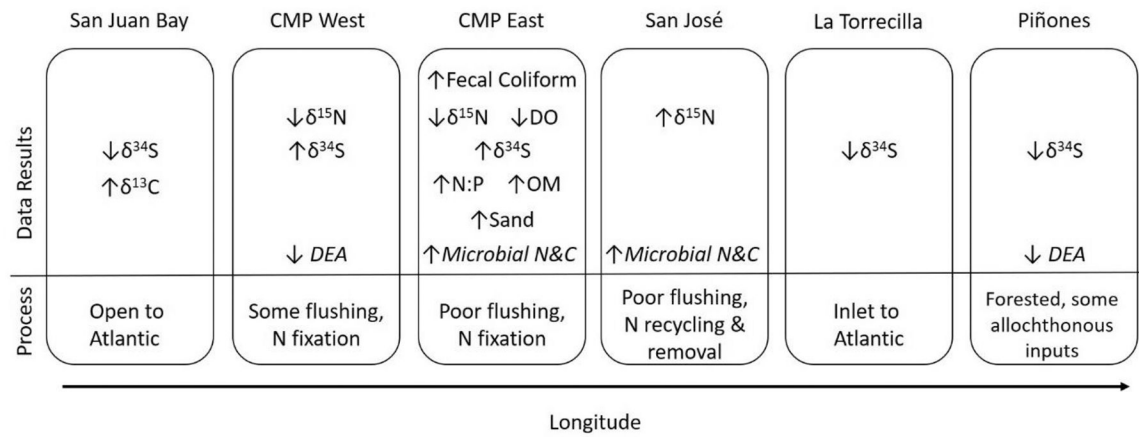 San Juan Bay CMP West CMP East San José La Torrecilla Piñones
Data Results
↑Fecal Coliform
↓δ¹⁵N ↓δ¹⁵N ↓DO ↑δ¹⁵N
↓δ³⁴S ↑δ³⁴S ↑δ³⁴S ↓δ³⁴S ↓δ³⁴S
↑δ¹³C ↑N:P ↑OM
↑Sand
↓ DEA ↑Microbial N&C ↑Microbial N&C ↓ DEA
Process
Open to
Atlantic
Some flushing,
N fixation
Poor flushing,
N fixation
Poor flushing,
N recycling &
removal
Inlet to
Atlantic
Forested, some
allochthonous
inputs
Longitude